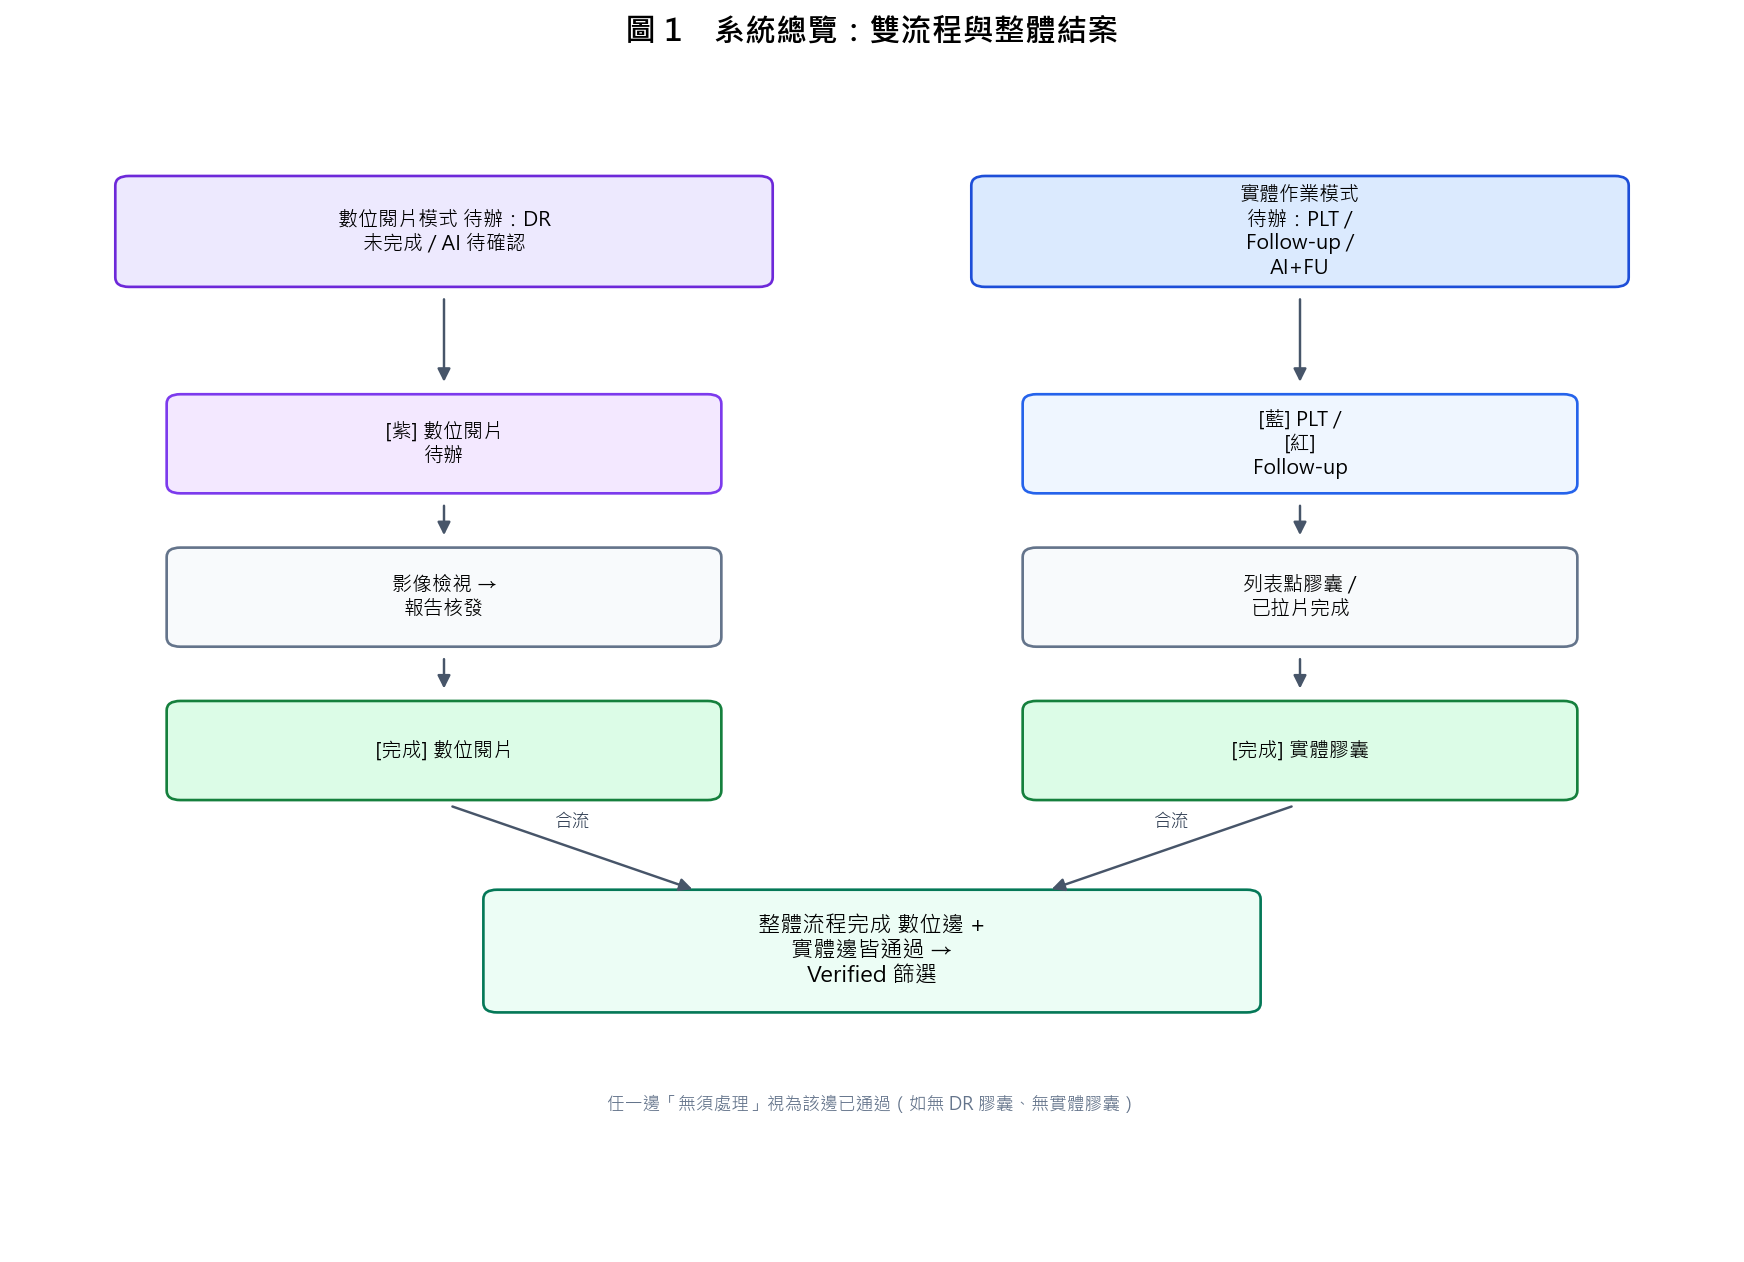 圖 1　系統總覽：雙流程與整體結案
數位閱片模式 待辦：DR
未完成 / AI 待確認
實體作業模式
待辦：PLT /
Follow-up /
AI+FU
[紫] 數位閱片
待辦
[藍] PLT /
[紅]
Follow-up
影像檢視 →
報告核發
列表點膠囊 /
已拉片完成
[完成] 數位閱片
[完成] 實體膠囊
合流
合流
整體流程完成 數位邊 +
實體邊皆通過 →
Verified 篩選
任一邊「無須處理」視為該邊已通過（如無 DR 膠囊、無實體膠囊）